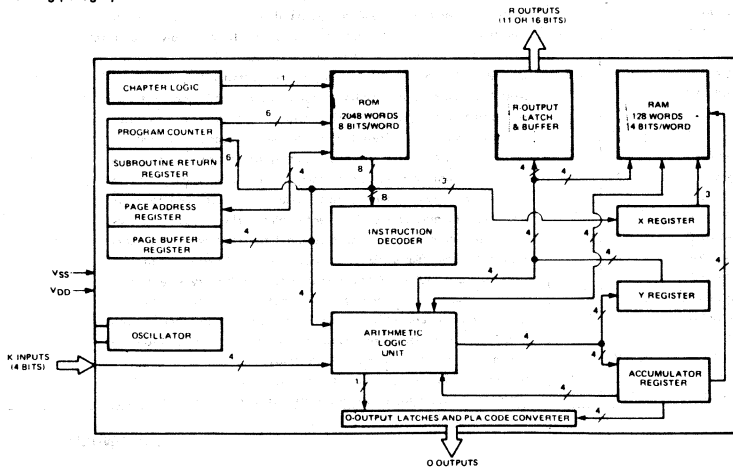 R OUTPUTS
(11 OR 16 BITS)
CHAPTER LOGIC
1
ROM
2048 WORDS
8 BITS/WORD
R-OUTPUT
LATCH
& BUFFER
RAM
128 WORDS
4 BITS/WORD
PROGRAM COUNTER
6
SUBROUTINE RETURN
REGISTER
6
4
8
3
4
4
3
PAGE ADDRESS
REGISTER
8
X REGISTER
PAGE BUFFER
REGISTER
4
INSTRUCTION
DECODER
4
4
4
4
4
VSS
VDD
4
4
Y REGISTER
OSCILLATOR
ARITHMETIC
LOGIC
UNIT
4
4
4
K INPUTS
(4 BITS)
4
ACCUMULATOR
REGISTER
4
1
4
O-OUTPUT LATCHES AND PLA CODE CONVERTER
O OUTPUTS